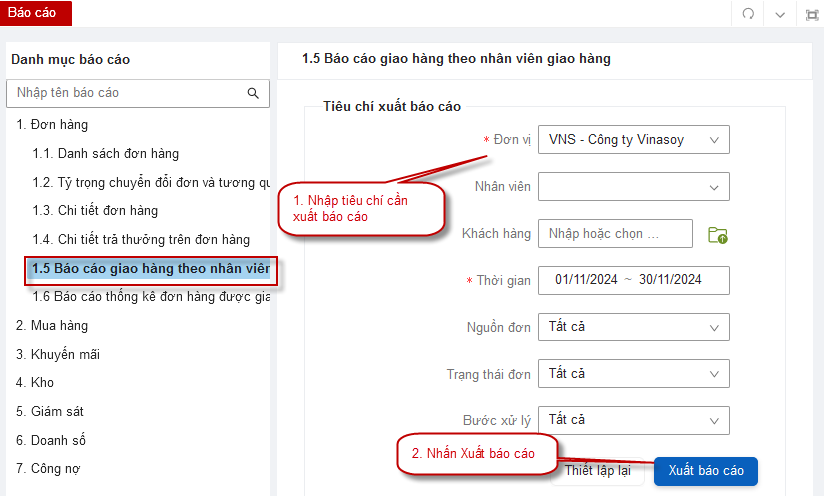 Báo cáo
Danh mục báo cáo
Nhập tên báo cáo
1. Đơn hàng
1.1. Danh sách đơn hàng
1.2. Tỷ trọng chuyển đổi đơn và tương qu
1.3. Chi tiết đơn hàng
1.4. Chi tiết trả thưởng trên đơn hàng
1.5 Báo cáo giao hàng theo nhân viên
1.6 Báo cáo thống kê đơn hàng được gia
2. Mua hàng
3. Khuyến mãi
4. Kho
5. Giám sát
6. Doanh số
7. Công nợ
1.5 Báo cáo giao hàng theo nhân viên giao hàng
Tiêu chí xuất báo cáo
* Đơn vị VNS - Công ty Vinasoy
Nhân viên
1. Nhập tiêu chí cần
xuất báo cáo
Khách hàng Nhập hoặc chọn ...
* Thời gian 01/11/2024 ~ 30/11/2024
Nguồn đơn Tất cả
Trạng thái đơn Tất cả
Bước xử lý Tất cả
2. Nhấn Xuất báo cáo
Thiết lập lại Xuất báo cáo